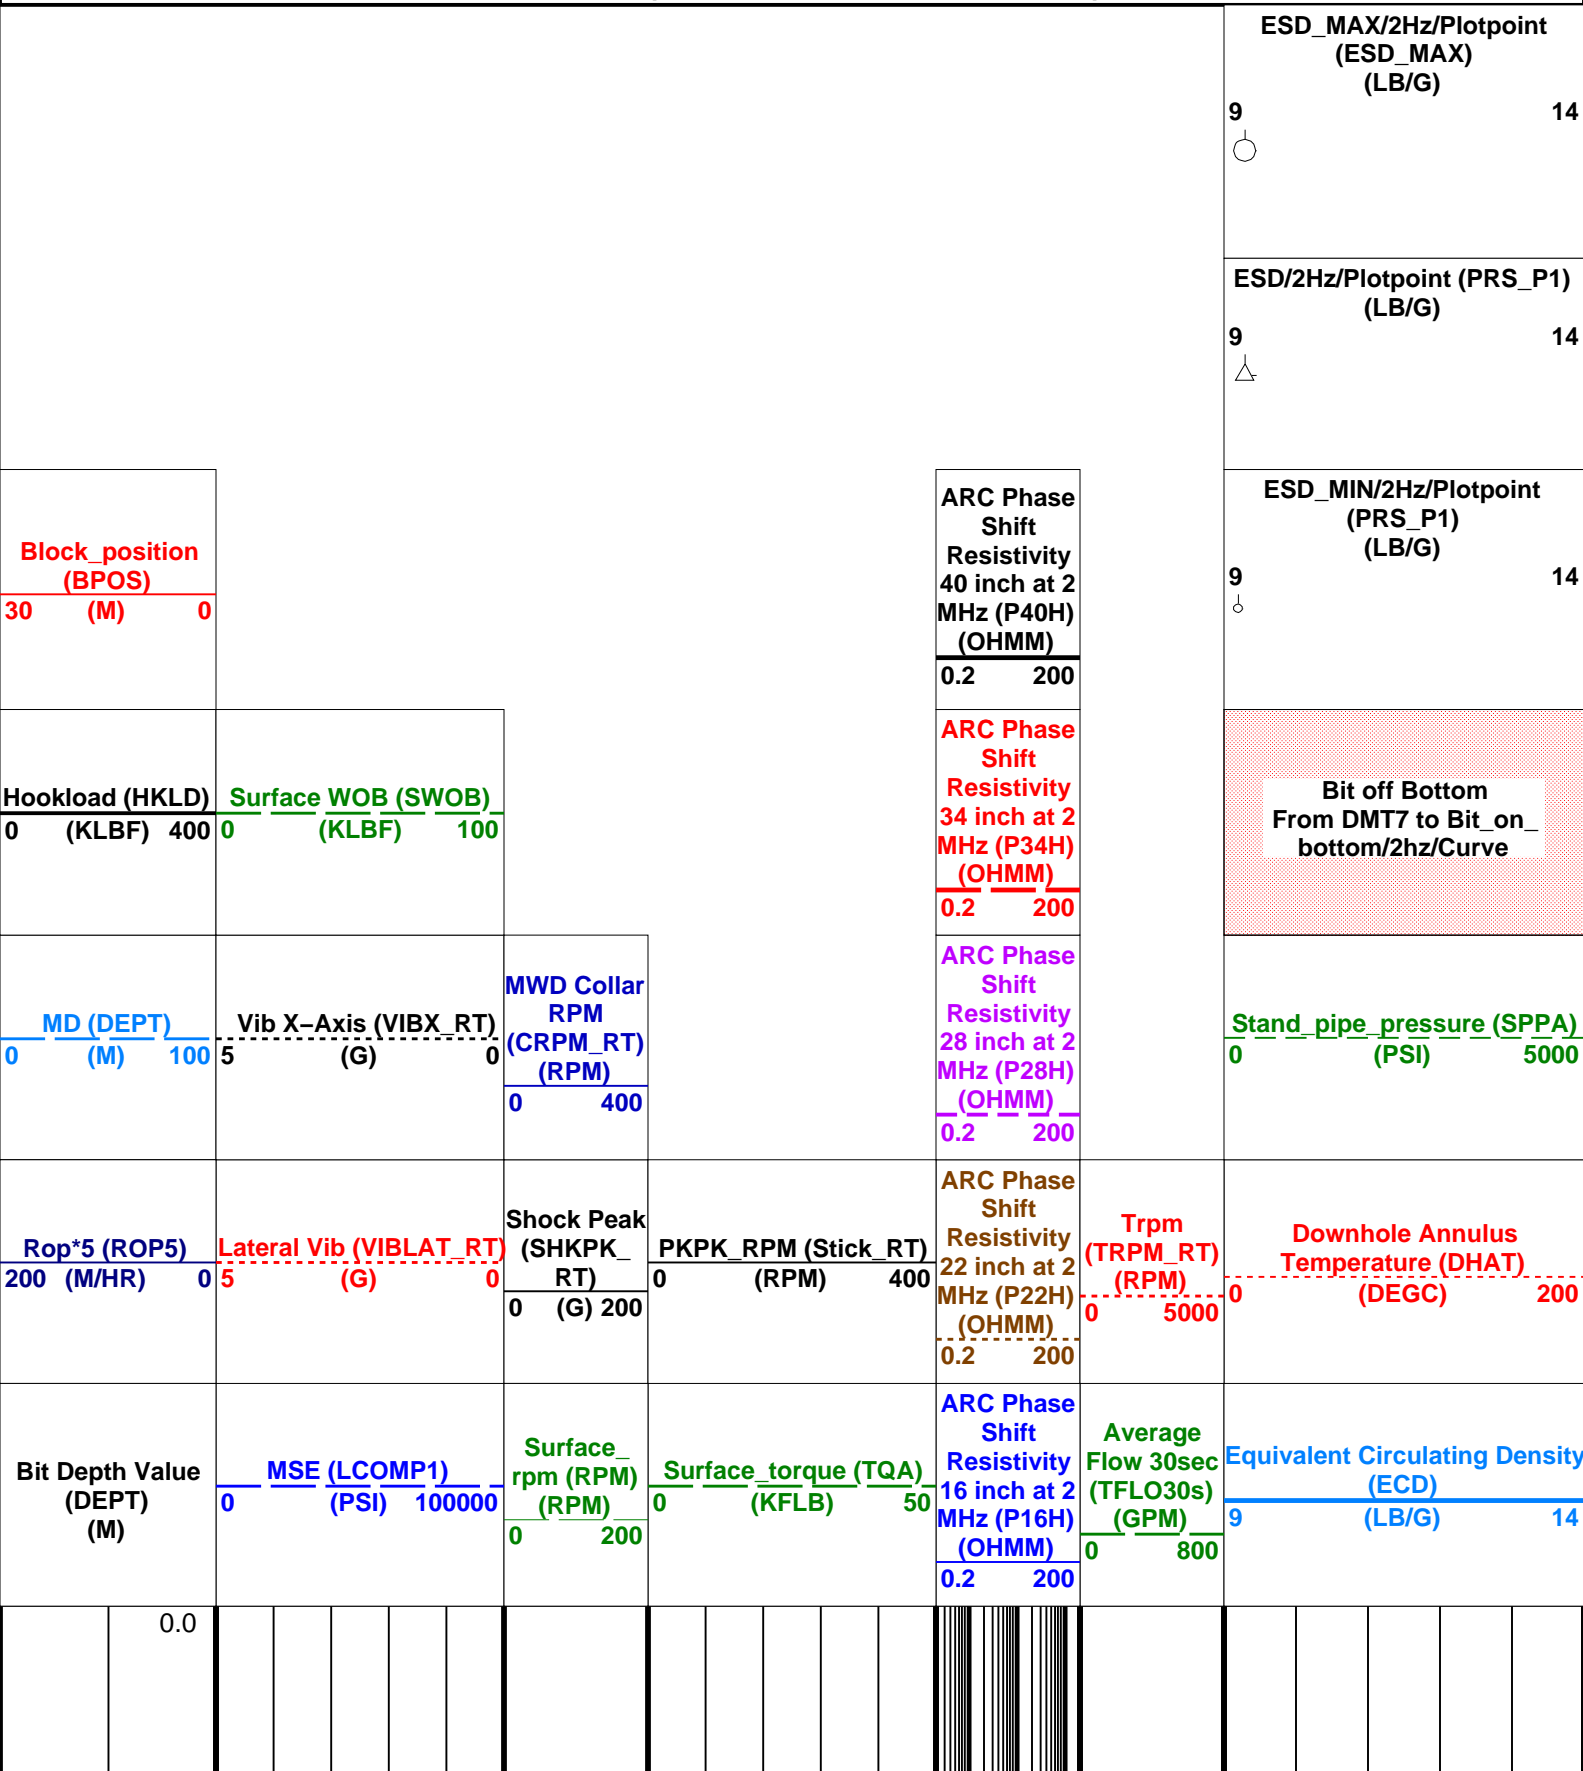 ESD_MAX/2Hz/Plotpoint
(ESD_MAX)
(LB/G)
9 14
ESD/2Hz/Plotpoint (PRS_P1)
(LB/G)
9 14
Block_position
(BPOS)
30 (M) 0
ARC Phase
Shift
Resistivity
40 inch at 2
MHz (P40H)
(OHMM)
0.2 200
ESD_MIN/2Hz/Plotpoint
(PRS_P1)
(LB/G)
9 14
Hookload (HKLD)
0 (KLBF) 400
Surface WOB (SWOB)
0 (KLBF) 100
ARC Phase
Shift
Resistivity
34 inch at 2
MHz (P34H)
(OHMM)
0.2 200
Bit off Bottom
From DMT7 to Bit_on_
bottom/2hz/Curve
MD (DEPT)
0 (M) 100
Vib X−Axis (VIBX_RT)
5 (G) 0
MWD Collar
RPM
(CRPM_RT)
(RPM)
0 400
ARC Phase
Shift
Resistivity
28 inch at 2
MHz (P28H)
(OHMM)
0.2 200
Stand_pipe_pressure (SPPA)
0 (PSI) 5000
Rop*5 (ROP5)
200 (M/HR) 0
Lateral Vib (VIBLAT_RT)
5 (G) 0
Shock Peak
(SHKPK_
RT)
0 (G) 200
PKPK_RPM (Stick_RT)
0 (RPM) 400
ARC Phase
Shift
Resistivity
22 inch at 2
MHz (P22H)
(OHMM)
0.2 200
Trpm
(TRPM_RT)
(RPM)
0 5000
Downhole Annulus
Temperature (DHAT)
0 (DEGC) 200
Bit Depth Value
(DEPT)
(M)
MSE (LCOMP1)
0 (PSI) 100000
Surface_
rpm (RPM)
(RPM)
0 200
Surface_torque (TQA)
0 (KFLB) 50
ARC Phase
Shift
Resistivity
16 inch at 2
MHz (P16H)
(OHMM)
0.2 200
Average
Flow 30sec
(TFLO30s)
(GPM)
0 800
Equivalent Circulating Density
(ECD)
9 (LB/G) 14
0.0